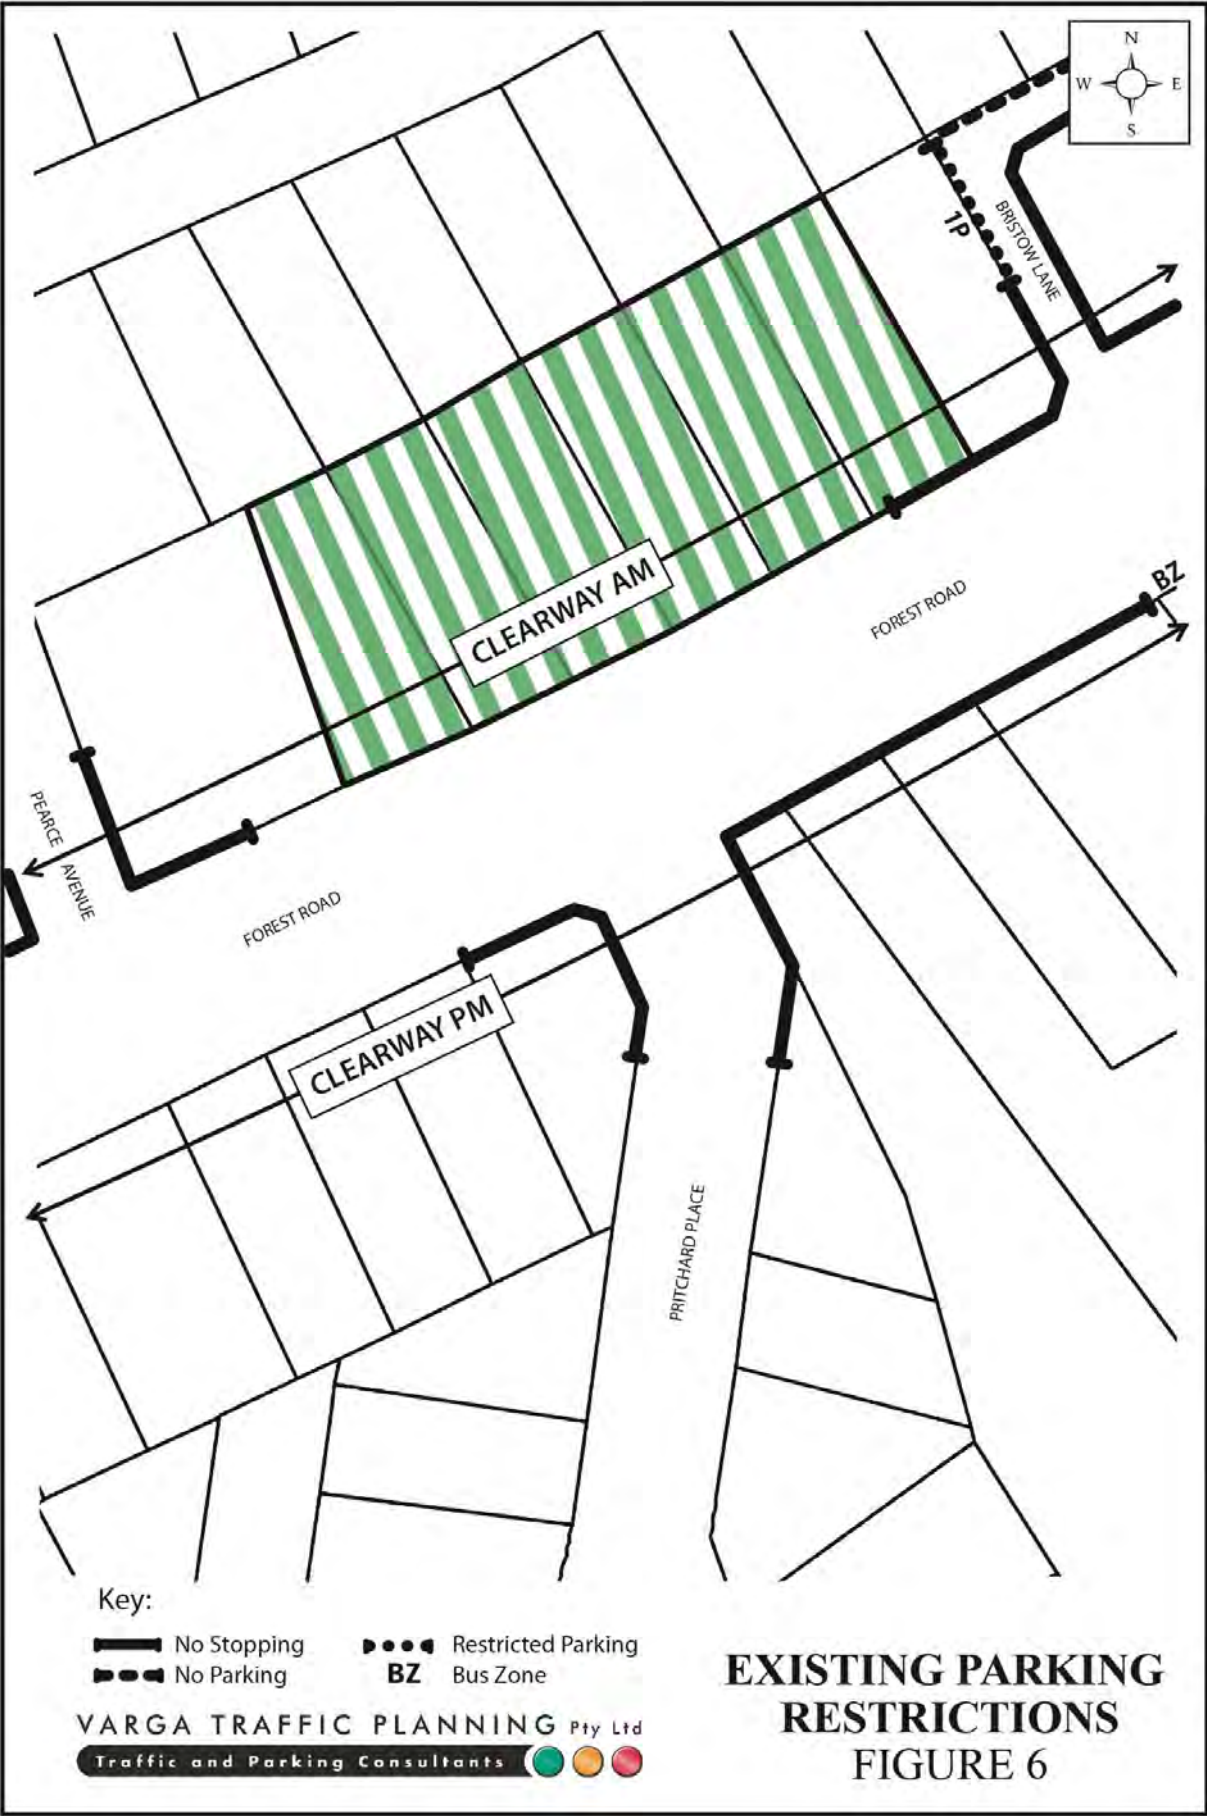 N
W E
S
1P
BRISTOW LANE
CLEARWAY AM
BZ
FOREST ROAD
PEARCE
AVENUE
FOREST ROAD
CLEARWAY PM
PRITCHARD PLACE
Key:
No Stopping
No Parking
Restricted Parking
BZ Bus Zone
VARGA TRAFFIC PLANNING Pty Ltd
Traffic and Parking Consultants
EXISTING PARKING
RESTRICTIONS
FIGURE 6